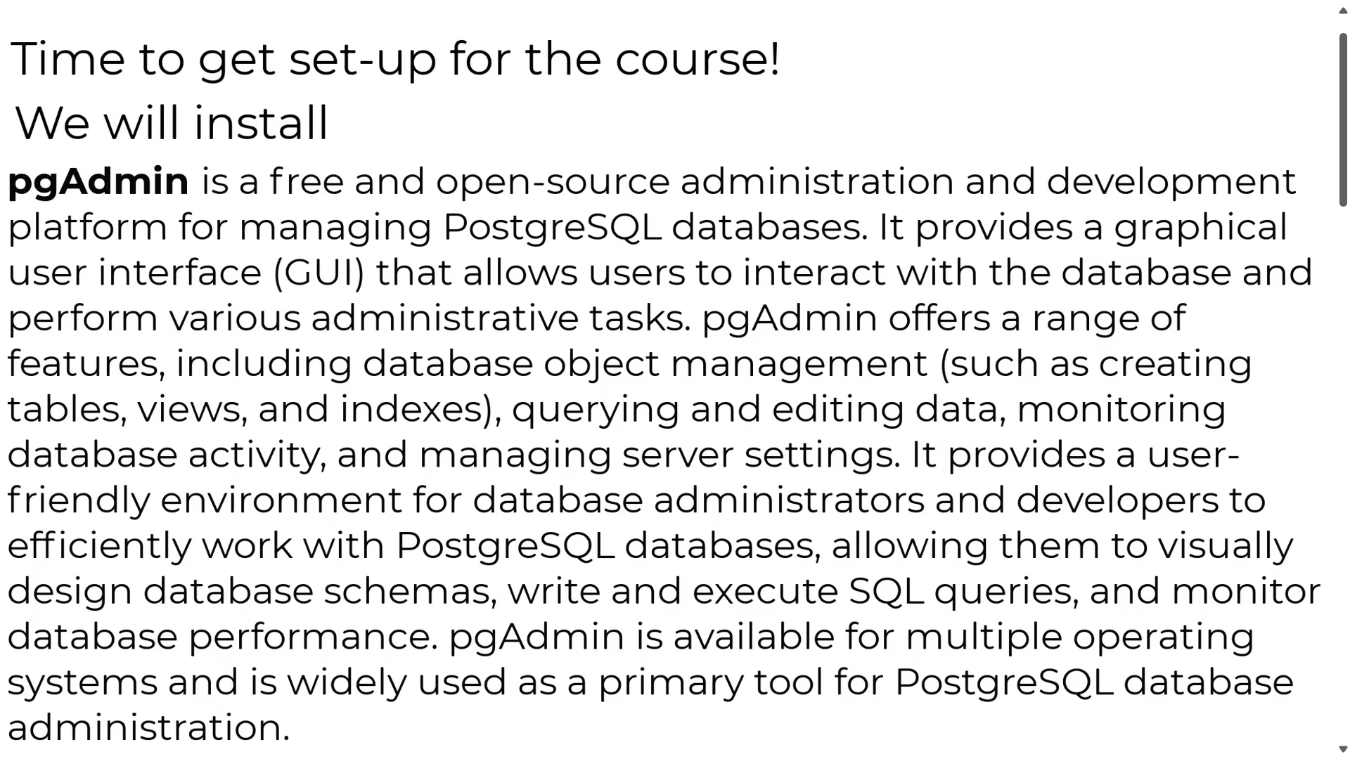 Time to get set-up for the course!
We will install
pgAdmin is a free and open-source administration and development
platform for managing PostgreSQL databases. It provides a graphical
user interface (GUI) that allows users to interact with the database and
perform various administrative tasks. pgAdmin offers a range of
features, including database object management (such as creating
tables, views, and indexes), querying and editing data, monitoring
database activity, and managing server settings. It provides a user-
friendly environment for database administrators and developers to
efficiently work with PostgreSQL databases, allowing them to visually
design database schemas, write and execute SQL queries, and monitor
database performance. pgAdmin is available for multiple operating
systems and is widely used as a primary tool for PostgreSQL database
administration.